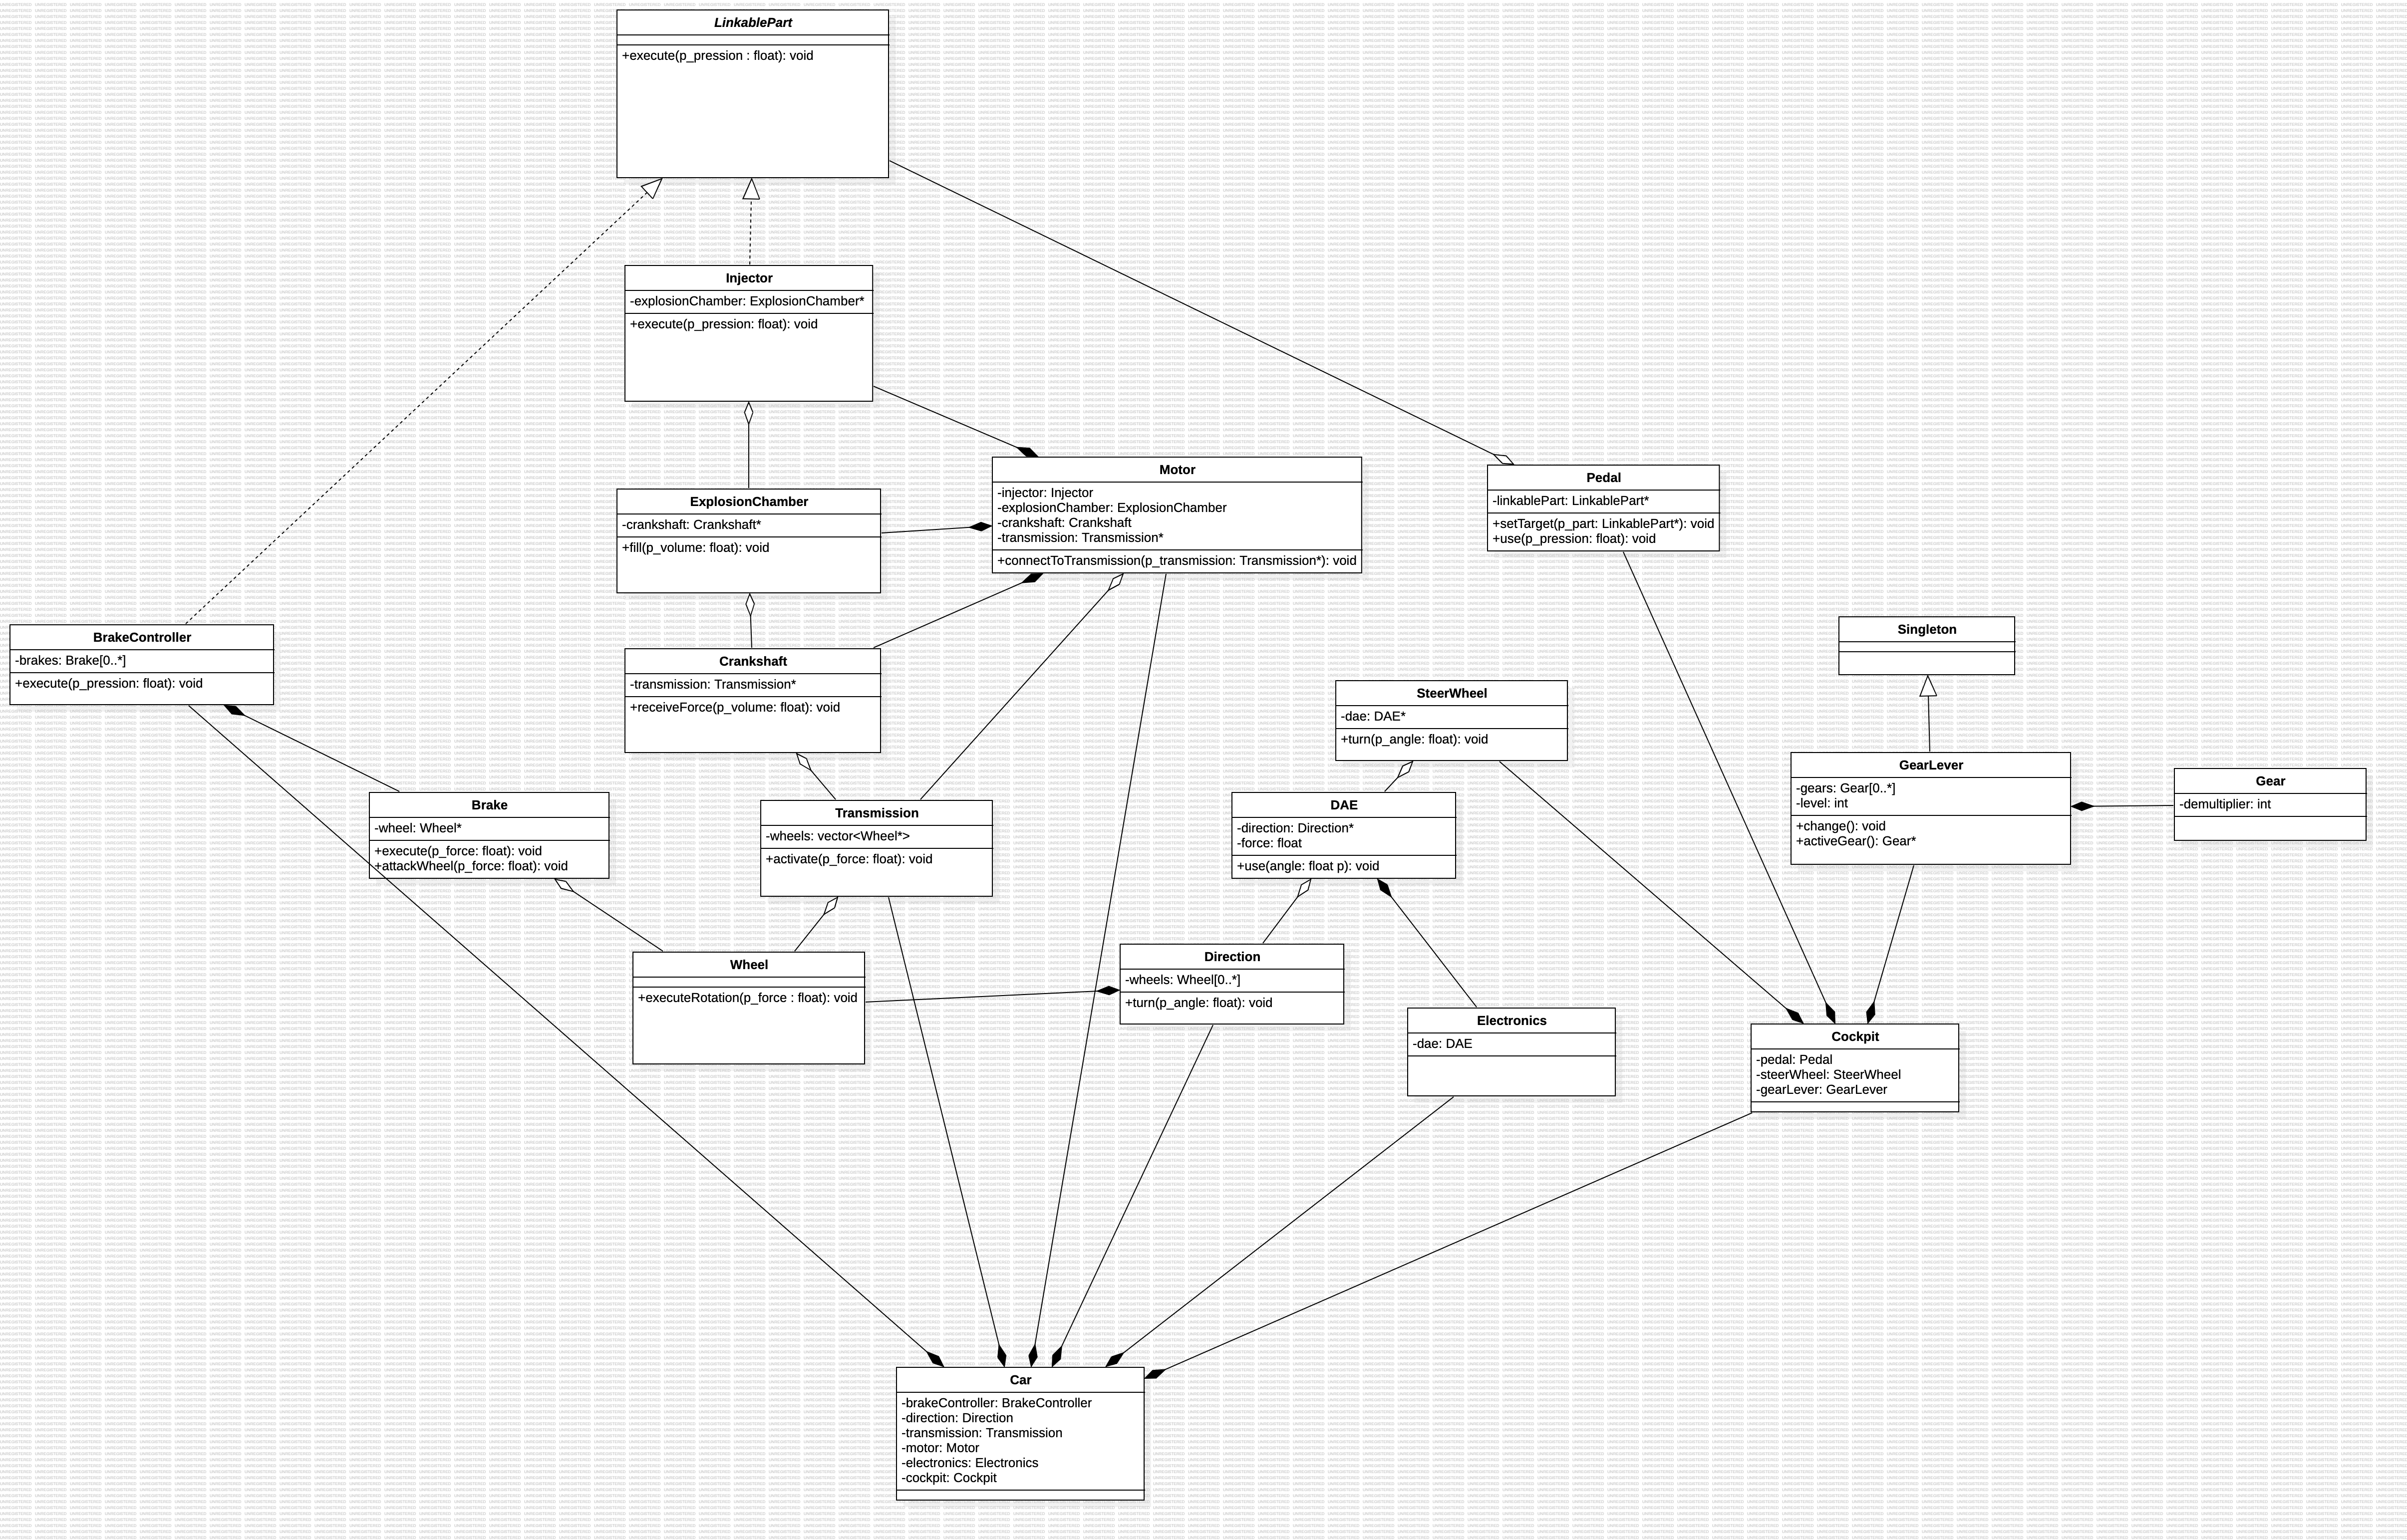 LinkablePart
+execute(p_pression : float): void
Injector
-explosionChamber: ExplosionChamber*
+execute(p_pression: float): void
Motor
-injector: Injector
-explosionChamber: ExplosionChamber
-crankshaft: Crankshaft
-transmission: Transmission*
+connectToTransmission(p_transmission: Transmission*): void
Pedal
-linkablePart: LinkablePart*
+setTarget(p_part: LinkablePart*): void
+use(p_pression: float): void
ExplosionChamber
-crankshaft: Crankshaft*
+fill(p_volume: float): void
BrakeController
-brakes: Brake[0..*]
+execute(p_pression: float): void
Crankshaft
-transmission: Transmission*
+receiveForce(p_volume: float): void
Singleton
SteerWheel
-dae: DAE*
+turn(p_angle: float): void
GearLever
-gears: Gear[0..*]
-level: int
+change(): void
+activeGear(): Gear*
Gear
-demultiplier: int
Brake
-wheel: Wheel*
+execute(p_force: float): void
+attackWheel(p_force: float): void
Transmission
-wheels: vector<Wheel*>
+activate(p_force: float): void
DAE
-direction: Direction*
-force: float
+use(angle: float p): void
Wheel
+executeRotation(p_force : float): void
Direction
-wheels: Wheel[0..*]
+turn(p_angle: float): void
Electronics
-dae: DAE
Cockpit
-pedal: Pedal
-steerWheel: SteerWheel
-gearLever: GearLever
Car
-brakeController: BrakeController
-direction: Direction
-transmission: Transmission
-motor: Motor
-electronics: Electronics
-cockpit: Cockpit